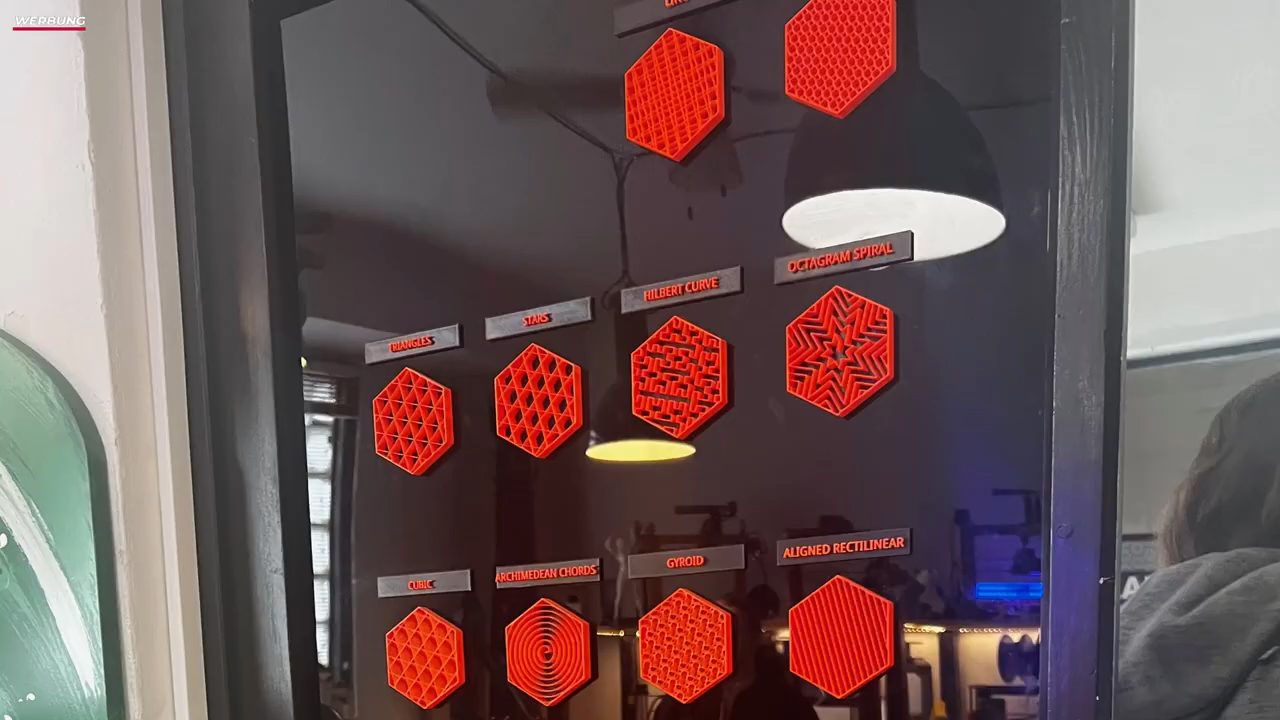 WERBUNG
OCTAGRAM SPIRAL
HILBERT CURVE
STARS
TRIANGLES
CUBIC
ARCHIMEDEAN CHORDS
GYROID
ALIGNED RECTILINEAR